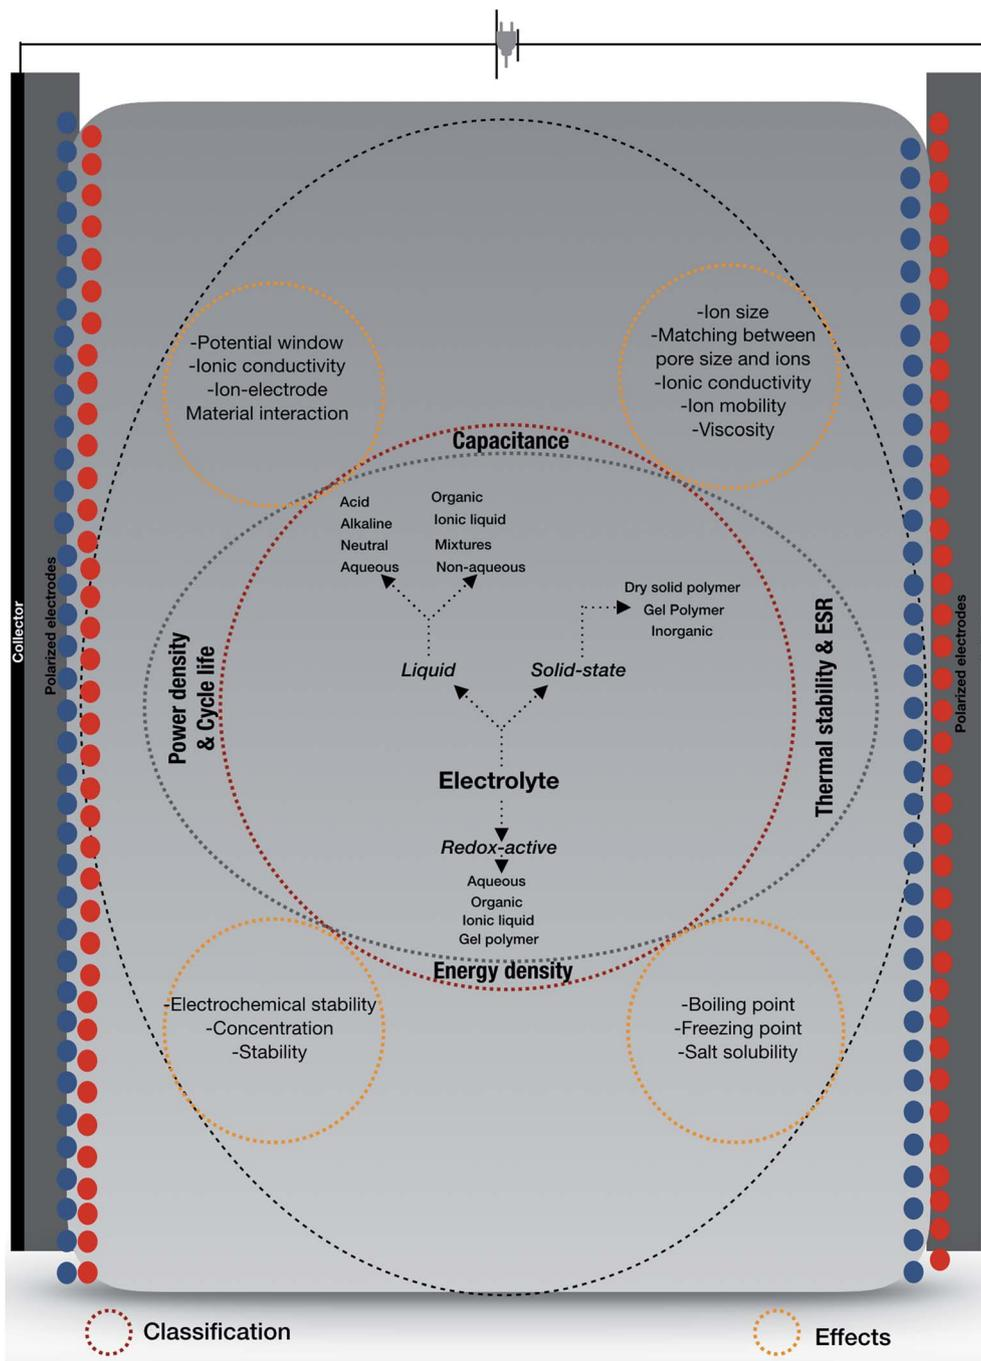 -Potential window
-Ionic conductivity
-Ion-electrode
Material interaction
-Ion size
-Matching between
pore size and ions
-Ionic conductivity
-Ion mobility
-Viscosity
Capacitance
Acid
Alkaline
Neutral
Aqueous
Organic
Ionic liquid
Mixtures
Non-aqueous
Dry solid polymer
Gel Polymer
Inorganic
Liquid
Solid-state
Collector
Polarized electrodes
Power density
& Cycle life
Thermal stability & ESR
Polarized electrodes
Electrolyte
Redox-active
Aqueous
Organic
Ionic liquid
Gel polymer
Energy density
-Electrochemical stability
-Concentration
-Stability
-Boiling point
-Freezing point
-Salt solubility
Classification
Effects